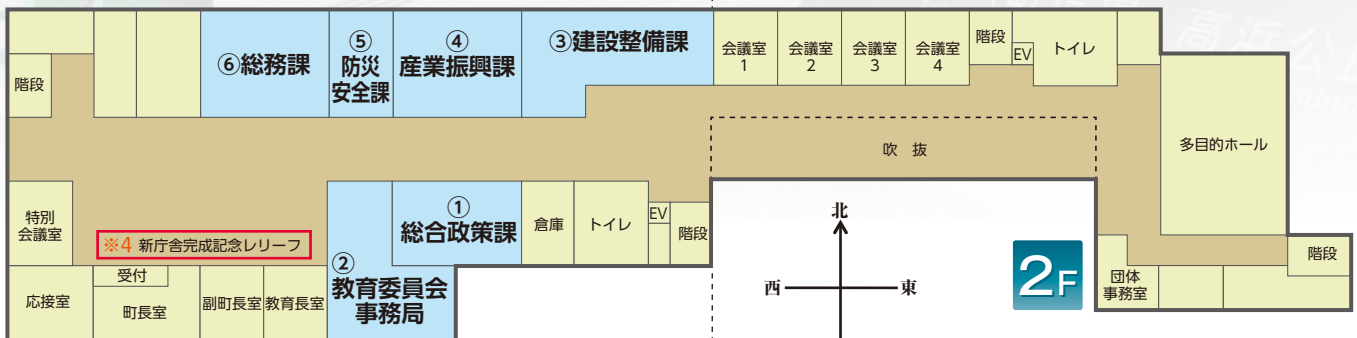 高浜公
⑥総務課
⑤
防災
安全課
④
産業振興課
③建設整備課
会議室
1
会議室
2
会議室
3
会議室
4
階段
EV
トイレ
階段
多目的ホール
吹 抜
特別
会議室
※4 新庁舎完成記念レリーフ
①
総合政策課
倉庫
トイレ
EV
階段
北
西
東
2F
団体
事務室
階段
応接室
受付
町長室
副町長室
教育長室
②
教育委員会
事務局